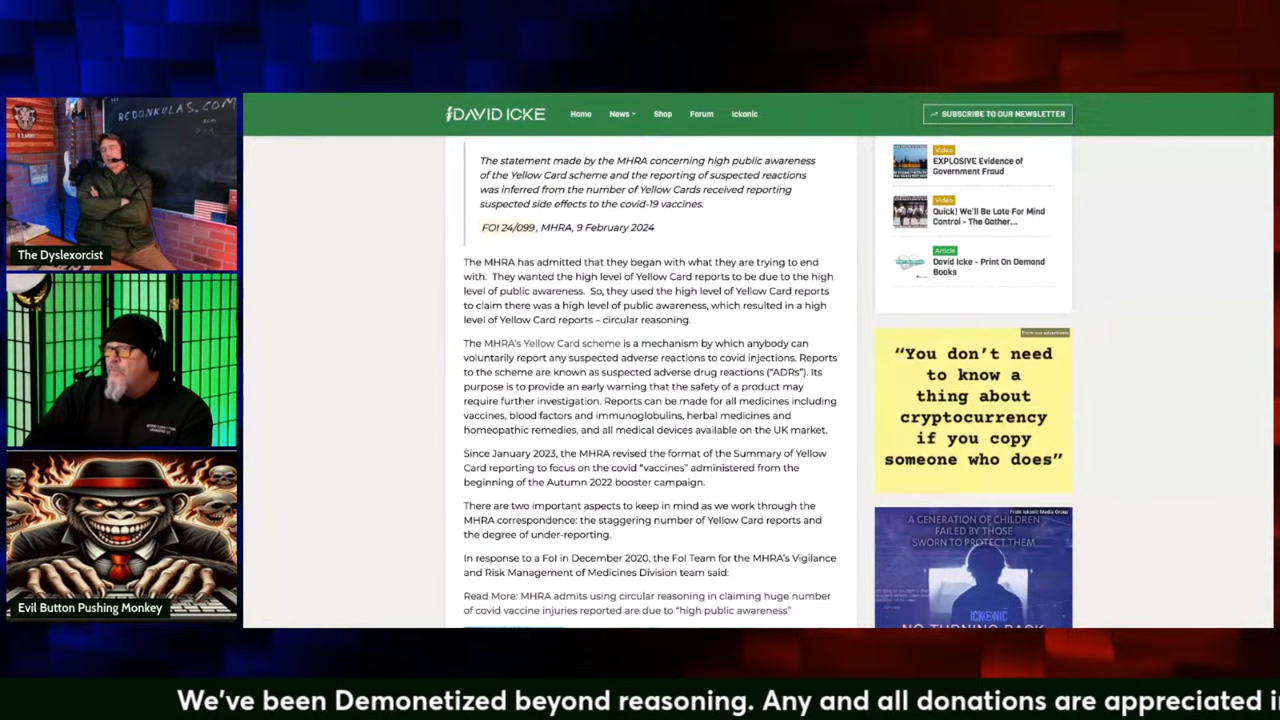 REDONKULAS.COM
The Dyslexorcist
Evil Button Pushing Monkey
DAVID ICKE
Home
News
Shop
Forum
Ickonic
SUBSCRIBE TO OUR NEWSLETTER
The statement made by the MHRA concerning high public awareness
of the Yellow Card scheme and the reporting of suspected reactions
was inferred from the number of Yellow Cards received reporting
suspected side effects to the covid-19 vaccines.
FOI 24/099, MHRA, 9 February 2024
The MHRA has admitted that they began with what they are trying to end
with. They wanted the high level of Yellow Card reports to be due to the high
level of public awareness. So, they used the high level of Yellow Card reports
to claim there was a high level of public awareness, which resulted in a high
level of Yellow Card reports – circular reasoning.
The MHRA's Yellow Card scheme is a mechanism by which anybody can
voluntarily report any suspected adverse reactions to covid injections. Reports
to the scheme are known as suspected adverse drug reactions ("ADRs"). Its
purpose is to provide an early warning that the safety of a product may
require further investigation. Reports can be made for all medicines including
vaccines, blood factors and immunoglobulins, herbal medicines and
homeopathic remedies, and all medical devices available on the UK market.
Since January 2023, the MHRA revised the format of the Summary of Yellow
Card reporting to focus on the covid "vaccines" administered from the
beginning of the Autumn 2022 booster campaign.
There are two important aspects to keep in mind as we work through the
MHRA correspondence: the staggering number of Yellow Card reports and
the degree of under-reporting.
In response to a FoI in December 2020, the FoI Team for the MHRA's Vigilance
and Risk Management of Medicines Division team said:
Read More: MHRA admits using circular reasoning in claiming huge number
of covid vaccine injuries reported are due to "high public awareness"
Video
EXPLOSIVE Evidence of
Government Fraud
Video
Quick! We'll Be Late For Mind
Control - The Gather...
Article
David Icke - Print On Demand
Books
From our advertisers
"You don't need
to know a
thing about
cryptocurrency
if you copy
someone who does"
From Ickonic Media Group
A GENERATION OF CHILDREN
FAILED BY THOSE
SWORN TO PROTECT THEM
ICKONIC
NO TURNING BACK
We've been Demonetized beyond reasoning. Any and all donations are appreciated i